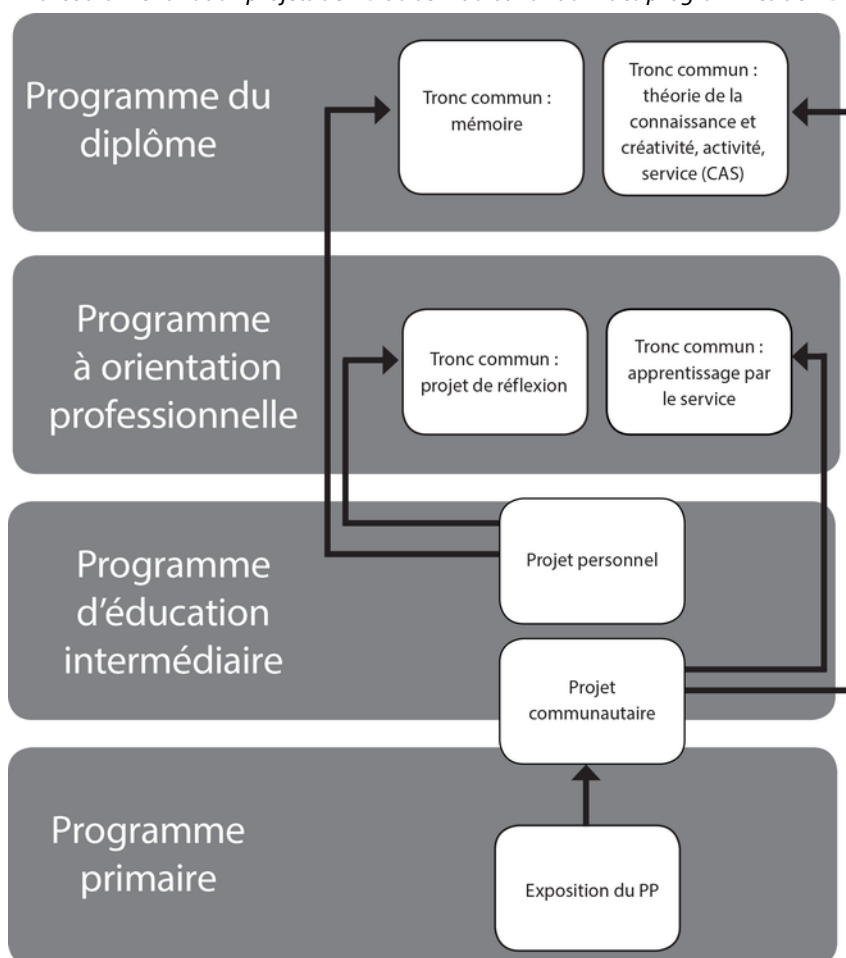 Programme du
diplôme
Tronc commun :
mémoire
Tronc commun :
théorie de la
connaissance et
créativité, activité,
service (CAS)
Programme
à orientation
professionnelle
Tronc commun :
projet de réflexion
Tronc commun :
apprentissage par
le service
Programme
d’éducation
intermédiaire
Projet personnel
Projet
communautaire
Programme
primaire
Exposition du PP